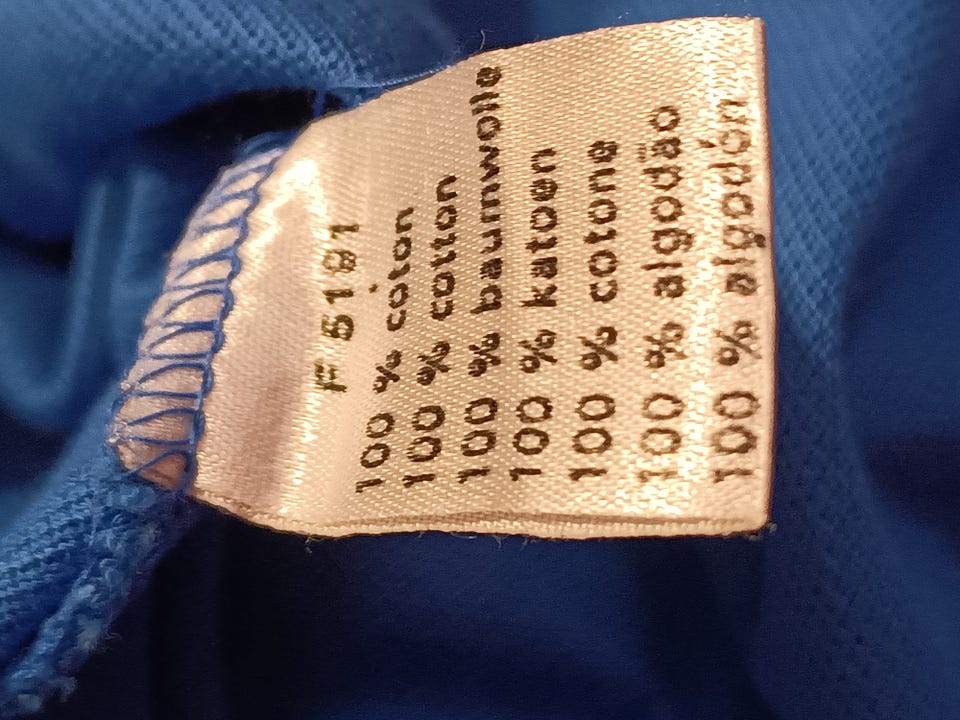 F 5181
100 % coton
100 % cotton
100 % baumwolle
100 % katoen
100 % cotone
100 % algodão
100 % algodón